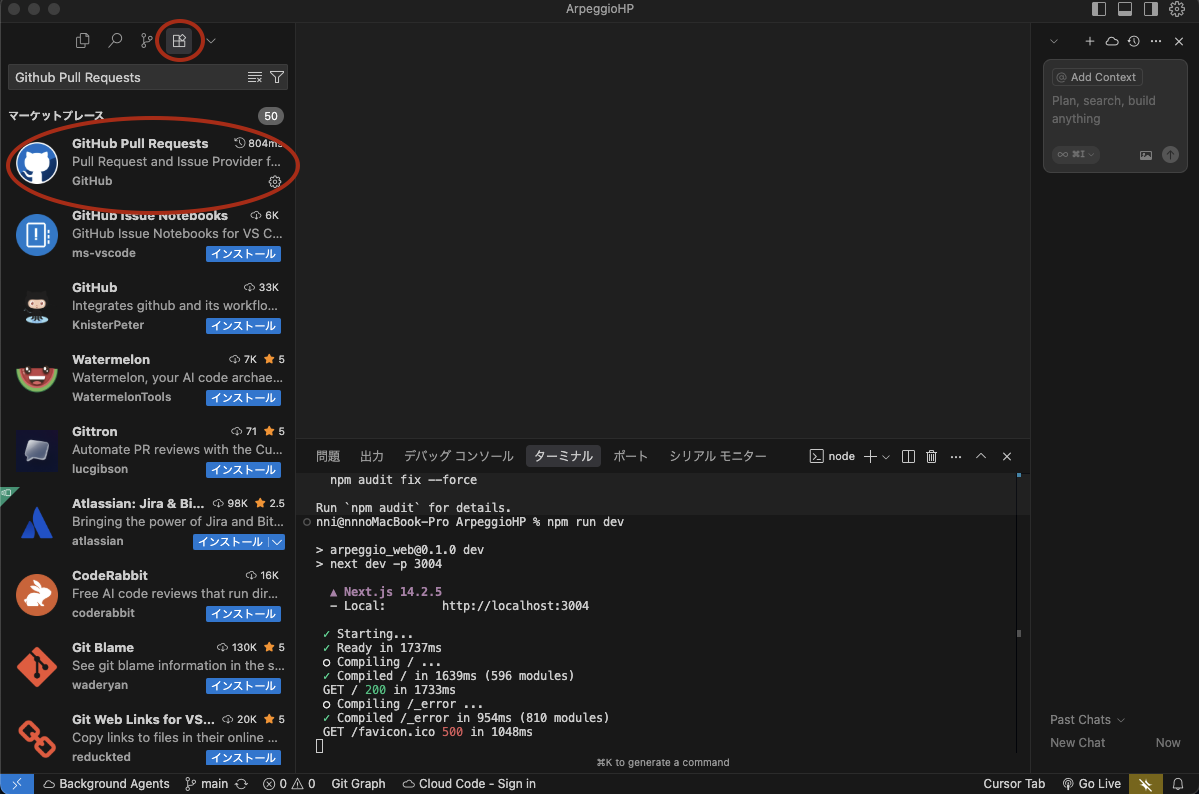 ArpeggioHP
Github Pull Requests
マーケットプレース
50
GitHub Pull Requests
804ms
Pull Request and Issue Provider f...
GitHub
GitHub Issue Notebooks
6K
GitHub Issue Notebooks for VS C...
ms-vscode
インストール
GitHub
33K
Integrates github and its workflo...
KnisterPeter
インストール
Watermelon
7K
5
Watermelon, your AI code archae...
WatermelonTools
インストール
Gittron
71
5
Automate PR reviews with the Cu...
lucgibson
インストール
Atlassian: Jira & Bi...
98K
2.5
Bringing the power of Jira and Bit...
atlassian
インストール
CodeRabbit
16K
Free AI code reviews that run dir...
coderabbit
インストール
Git Blame
130K
5
See git blame information in the s...
waderyan
インストール
Git Web Links for VS...
20K
5
Copy links to files in their online ...
reduckted
インストール
問題 出力 デバッグ コンソール ターミナル ポート シリアル モニター
node
npm audit fix --force
Run `npm audit` for details.
nni@nnnoMacBook-Pro ArpeggioHP % npm run dev
> arpeggio_web@0.1.0 dev
> next dev -p 3004
▲ Next.js 14.2.5
- Local: http://localhost:3004
✓ Starting...
✓ Ready in 1737ms
○ Compiling / ...
✓ Compiled / in 1639ms (596 modules)
GET / 200 in 1733ms
○ Compiling /_error ...
✓ Compiled /_error in 954ms (810 modules)
GET /favicon.ico 500 in 1048ms
⌘K to generate a command
@ Add Context
Plan, search, build
anything
∞ ⌘I
Past Chats
New Chat
Now
Background Agents
main
0
0
Git Graph
Cloud Code - Sign in
Cursor Tab
Go Live